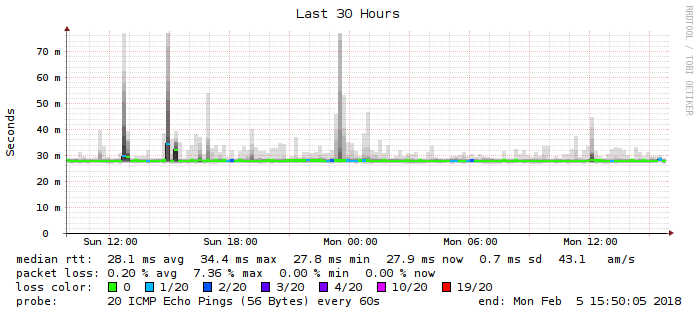 Last 30 Hours
RRDTOOL / TOBI OETIKER
Seconds
70 m
60 m
50 m
40 m
30 m
20 m
10 m
0
Sun 12:00 Sun 18:00 Mon 00:00 Mon 06:00 Mon 12:00
median rtt: 28.1 ms avg 34.4 ms max 27.8 ms min 27.9 ms now 0.7 ms sd 43.1 am/s
packet loss: 0.20 % avg 7.36 % max 0.00 % min 0.00 % now
loss color: 0 1/20 2/20 3/20 4/20 10/20 19/20
probe: 20 ICMP Echo Pings (56 Bytes) every 60s end: Mon Feb 5 15:50:05 2018